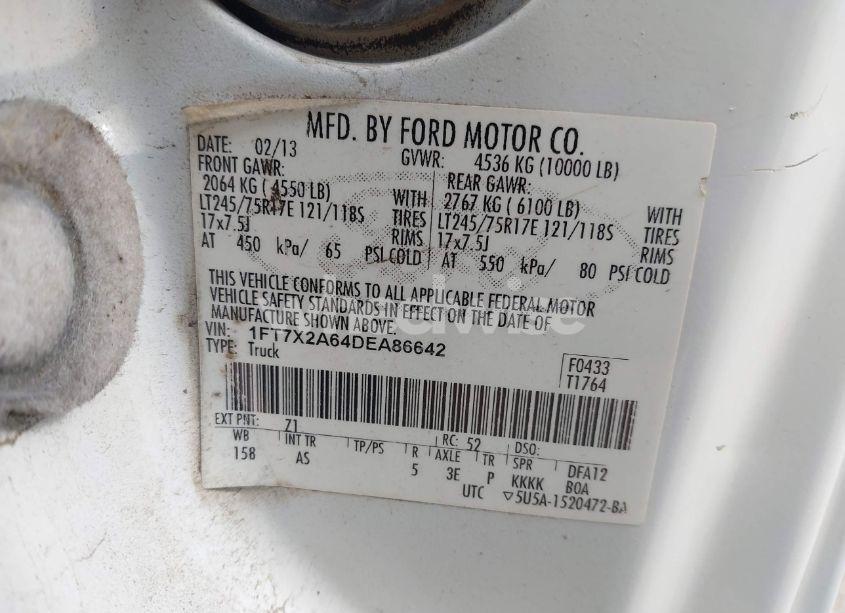 MFD. BY FORD MOTOR CO.
DATE: 02/13 GVWR: 4536 KG (10000 LB)
FRONT GAWR: REAR GAWR:
2064 KG ( 4550 LB) WITH 2767 KG ( 6100 LB) WITH
LT245/75R17E 121/118S TIRES LT245/75R17E 121/118S TIRES
17x7.5J RIMS 17x7.5J RIMS
AT 450 kPa/ 65 PSI COLD AT 550 kPa/ 80 PSI COLD
THIS VEHICLE CONFORMS TO ALL APPLICABLE FEDERAL MOTOR
VEHICLE SAFETY STANDARDS IN EFFECT ON THE DATE OF
MANUFACTURE SHOWN ABOVE.
VIN: 1FT7X2A64DEA86642
TYPE: Truck
F0433
T1764
EXT PNT: Z1 RC: 52 DSO:
WB INT TR TP/PS R AXLE TR SPR DFA12
158 AS 5 3E P KKKK BOA
UTC ▽5U5A-1520472-BA